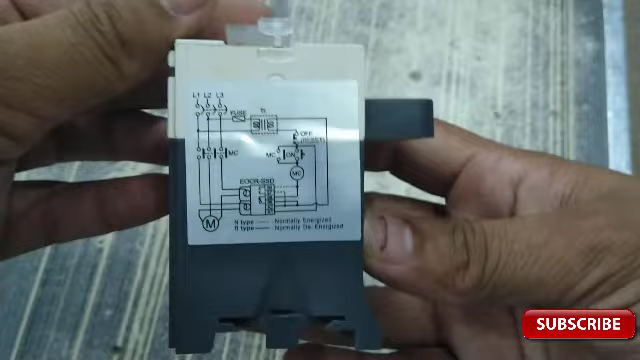 L1 L2 L3
FUSE
OFF
(RESET)
MC
MC
ON
MC
EOCR-SSD
M
N type ---- Normally Energized
R type —— Normally De. Energized
SUBSCRIBE